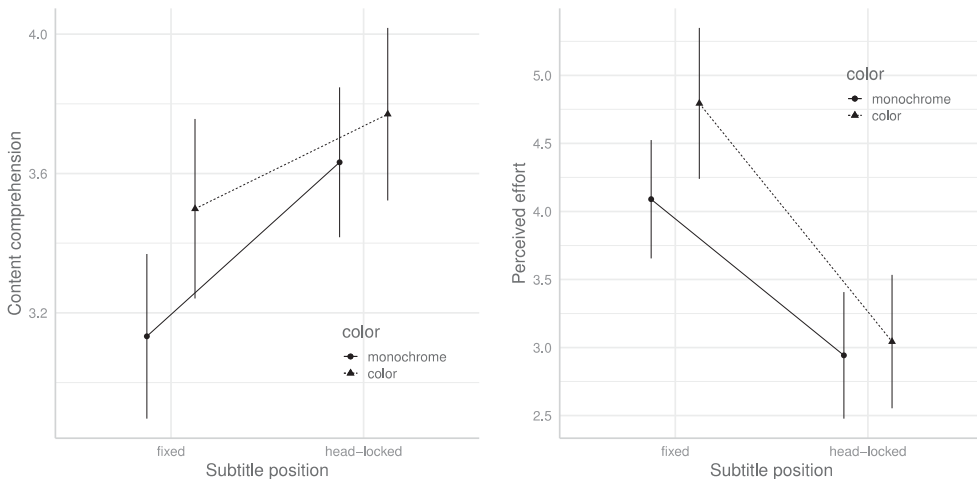 4.0
3.6
3.2
Content comprehension
color
monochrome
color
fixed
head–locked
Subtitle position
5.0
4.5
4.0
3.5
3.0
2.5
Perceived effort
color
monochrome
color
fixed
head–locked
Subtitle position